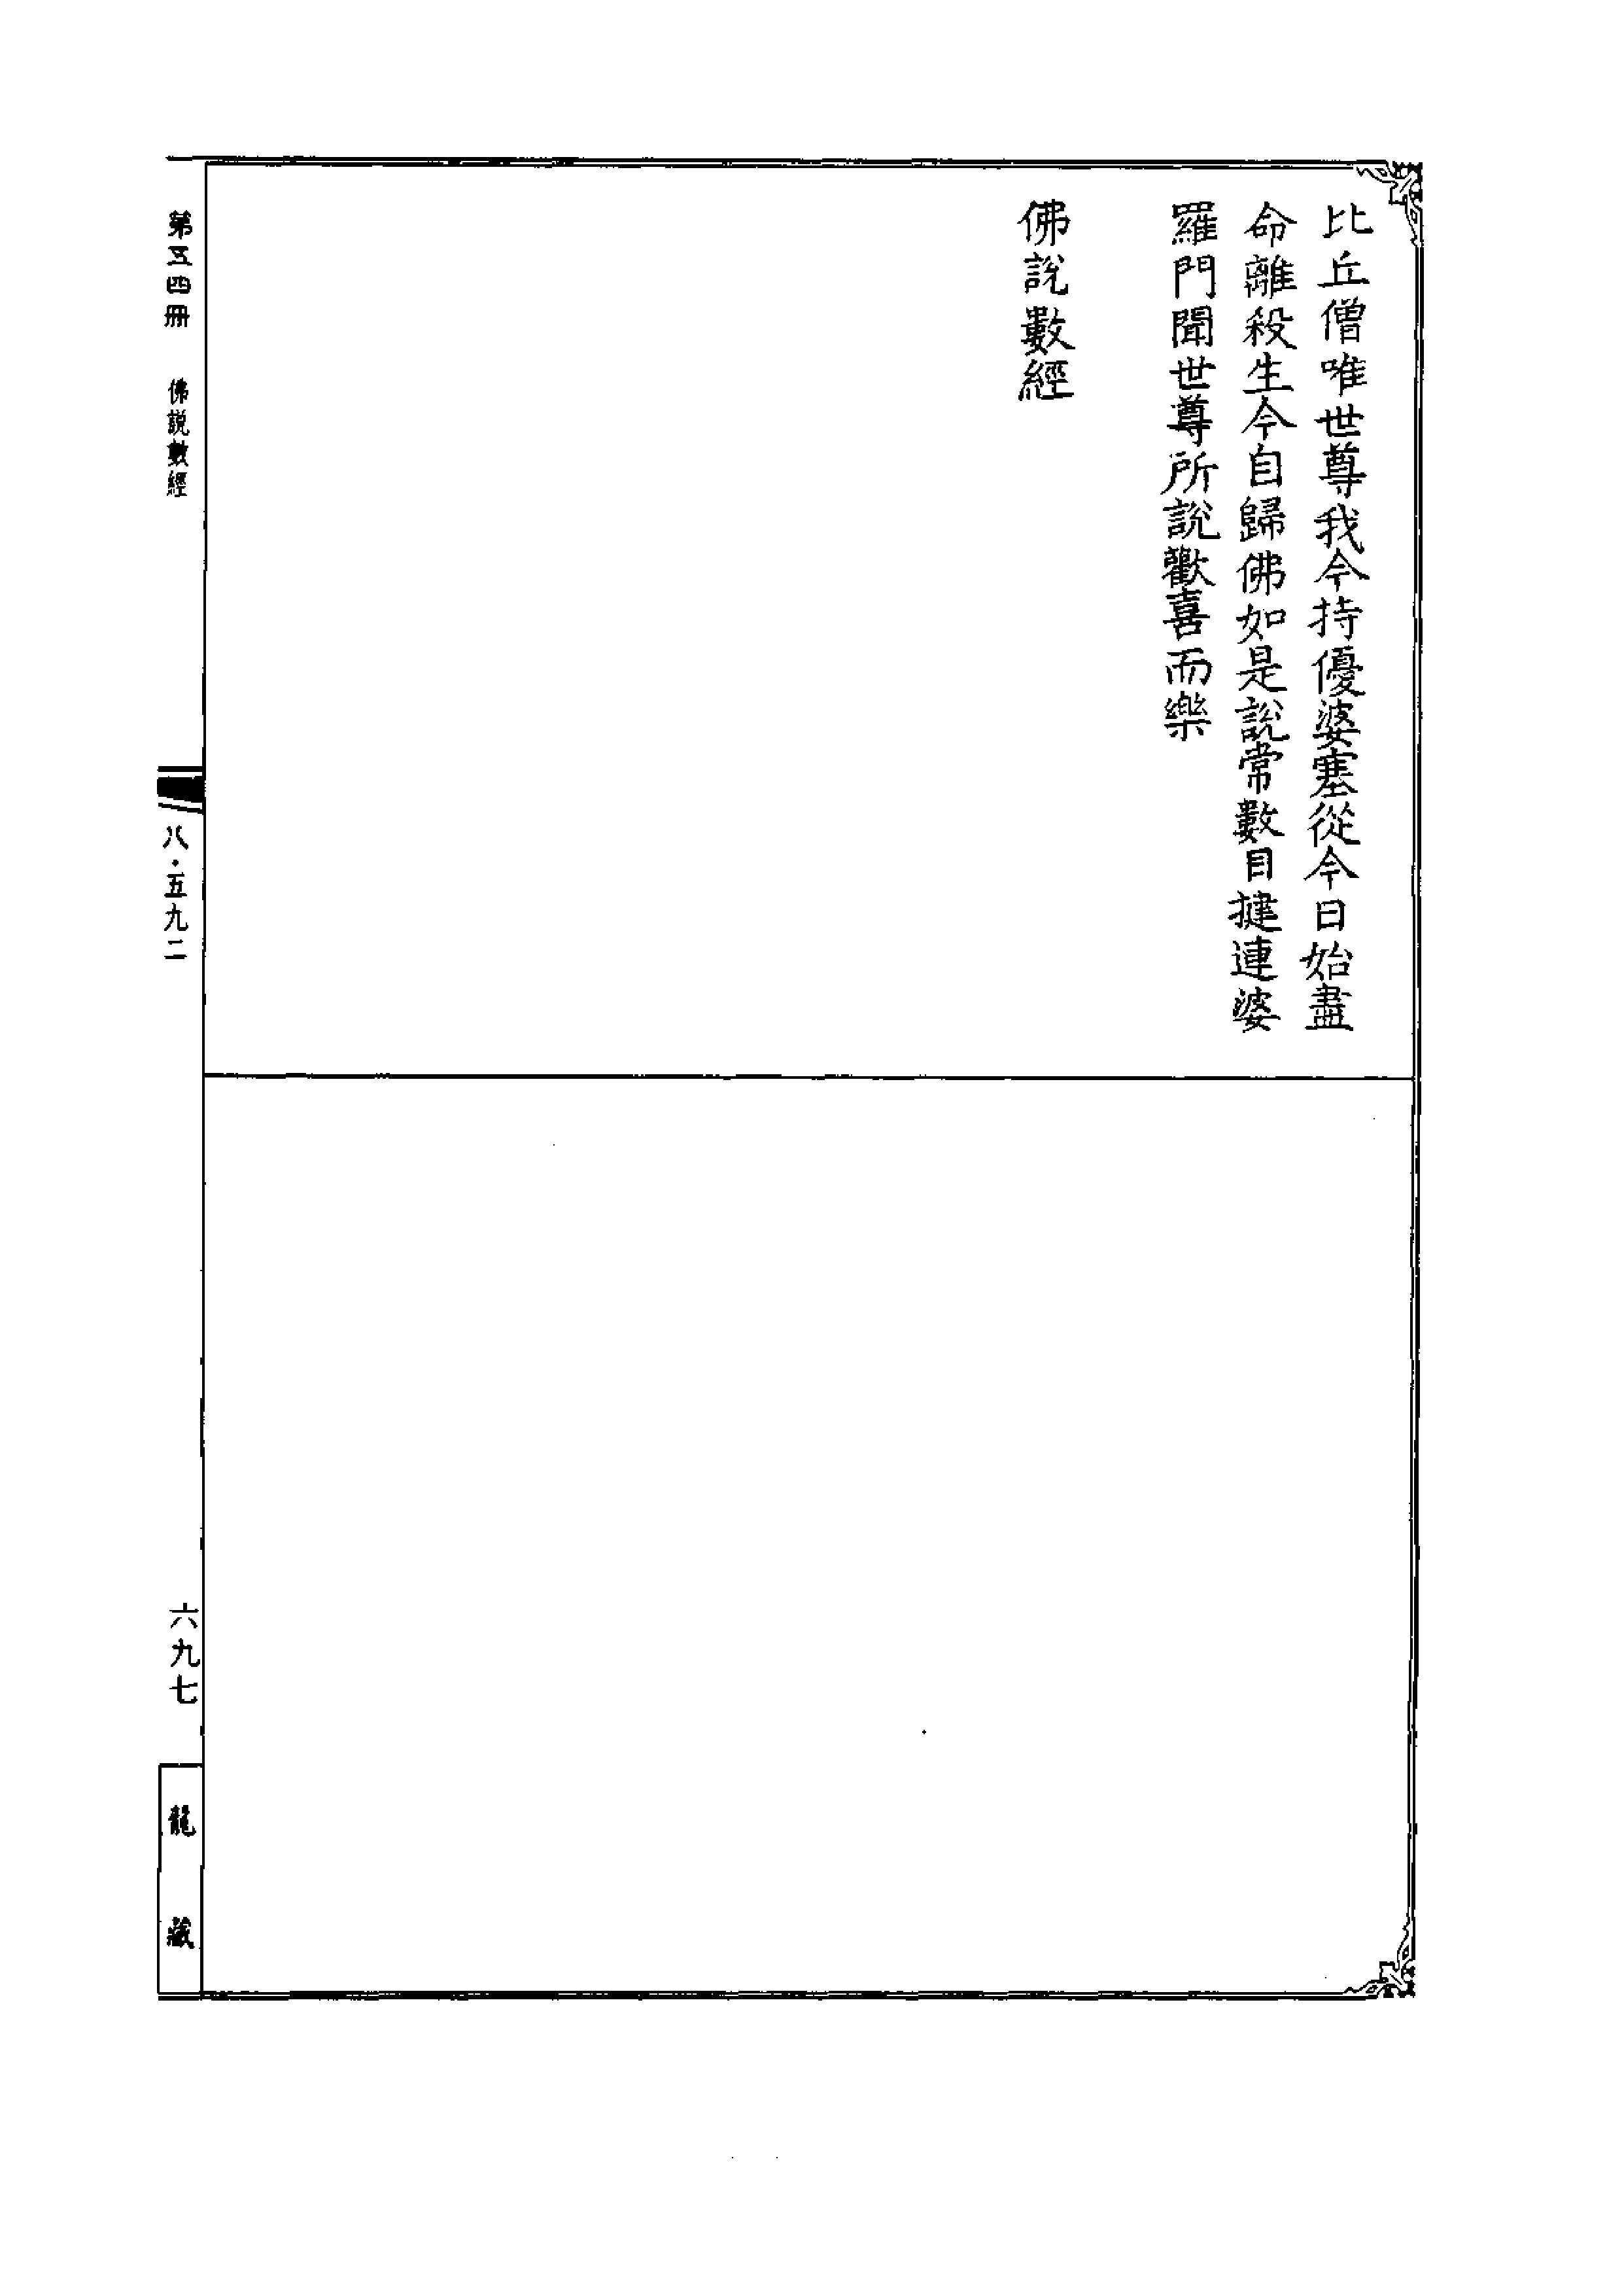 比丘僧唯世尊我今持優婆塞從今日始盡
命離殺生今自歸佛如是說常數目揵連婆
羅門聞世尊所說歡喜而樂
佛說數經
第五四冊 佛説數經 八·五九二 六九七 龍藏